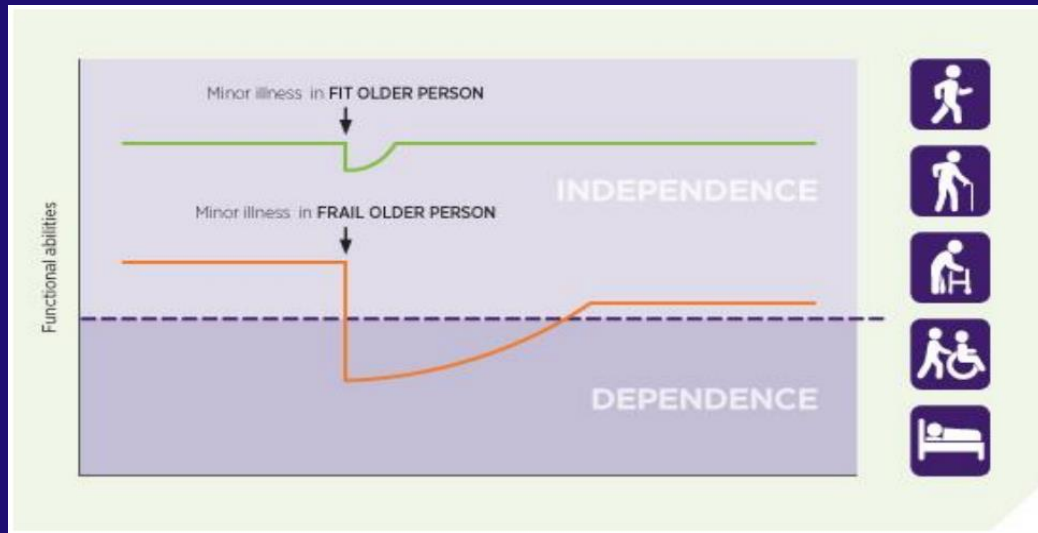 Minor illness in FIT OLDER PERSON
INDEPENDENCE
Minor illness in FRAIL OLDER PERSON
Functional abilities
DEPENDENCE